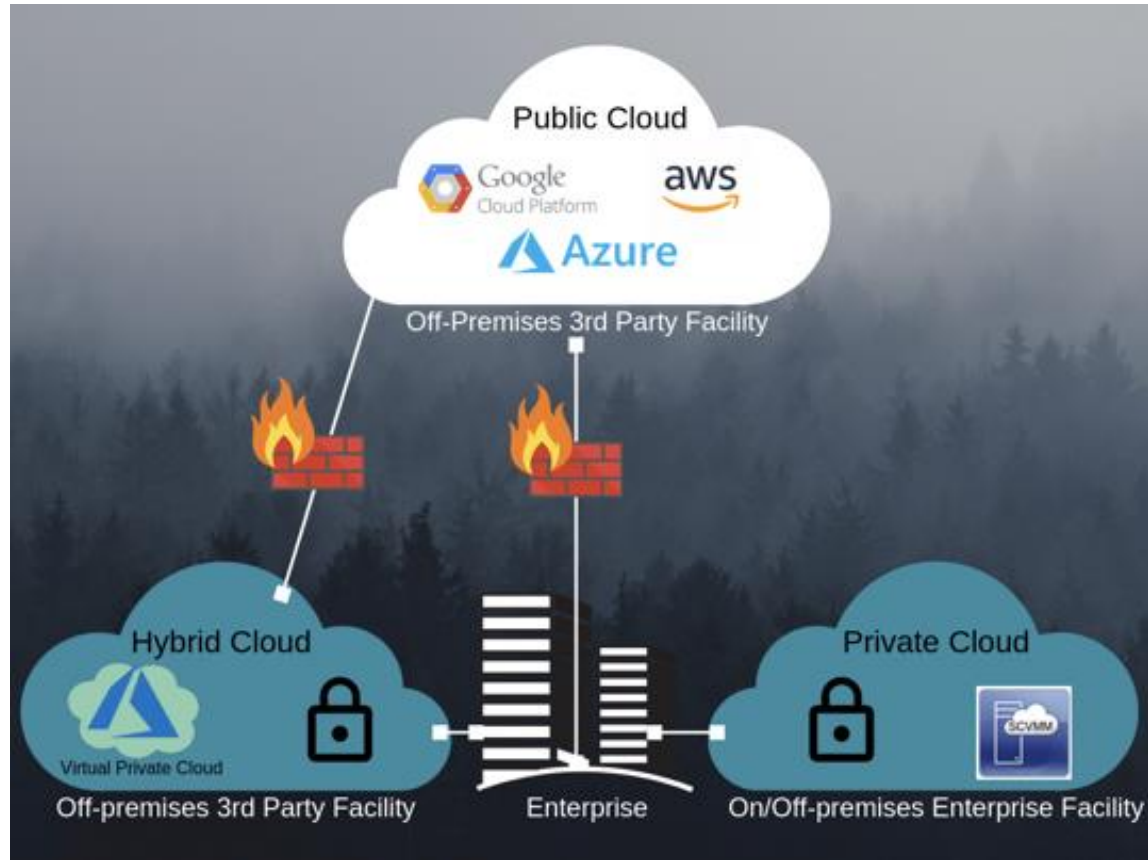 Public Cloud
Google
Cloud Platform
aws
Azure
Off-Premises 3rd Party Facility
Hybrid Cloud
Virtual Private Cloud
Off-premises 3rd Party Facility
Enterprise
Private Cloud
SCVMM
On/Off-premises Enterprise Facility